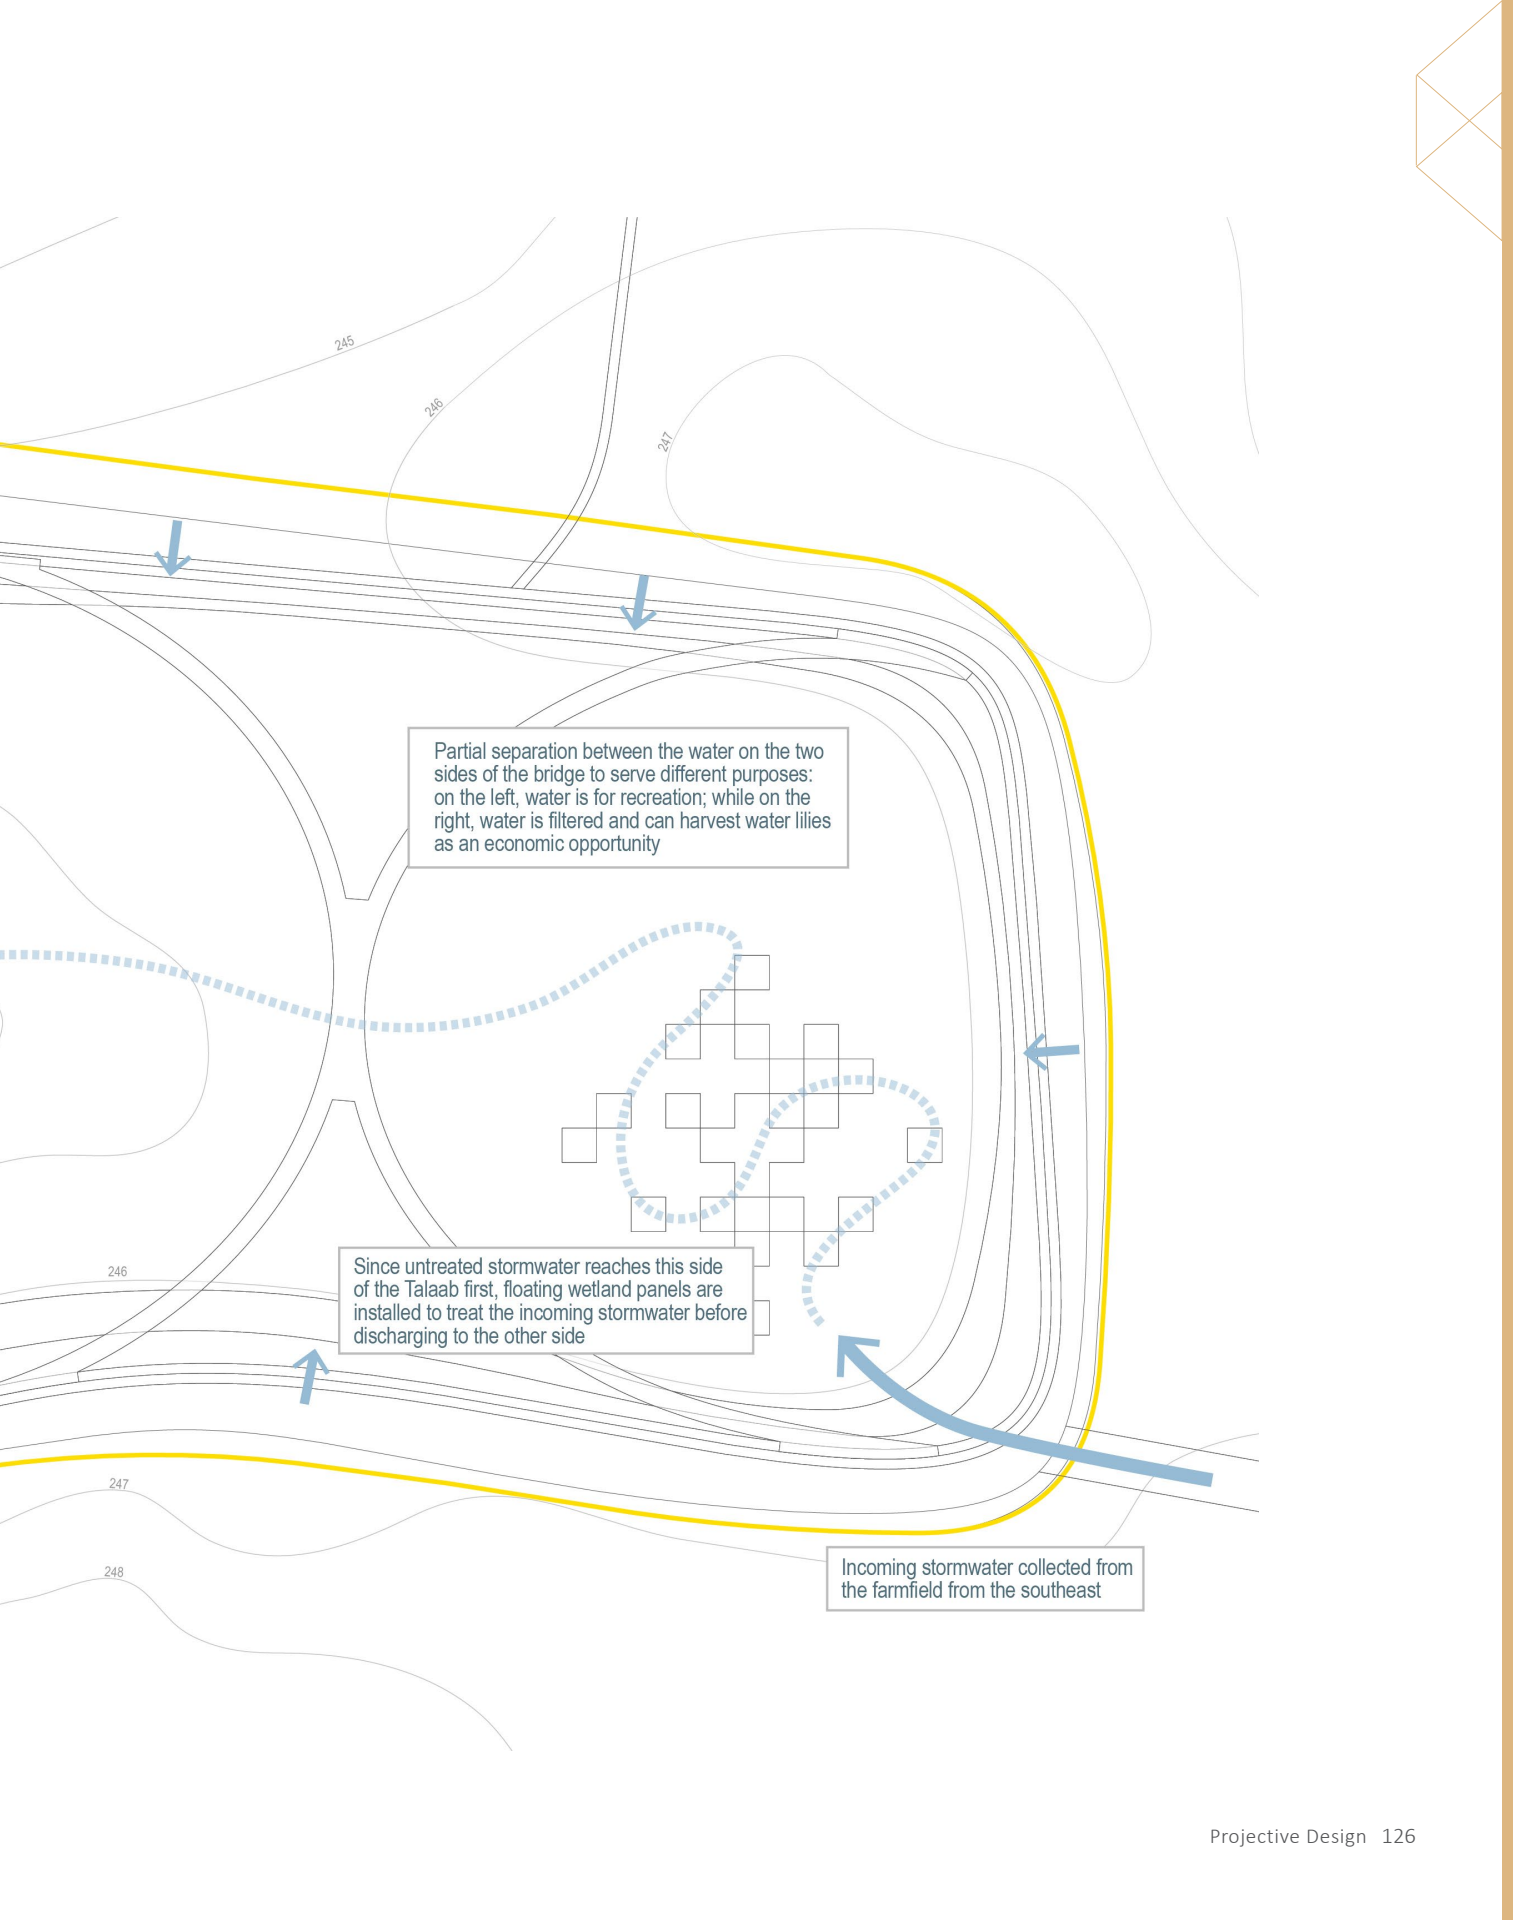 245
246
247
Partial separation between the water on the two
sides of the bridge to serve different purposes:
on the left, water is for recreation; while on the
right, water is filtered and can harvest water lilies
as an economic opportunity
Since untreated stormwater reaches this side
of the Talaab first, floating wetland panels are
installed to treat the incoming stormwater before
discharging to the other side
246
247
Incoming stormwater collected from
the farmfield from the southeast
248
Projective Design 126